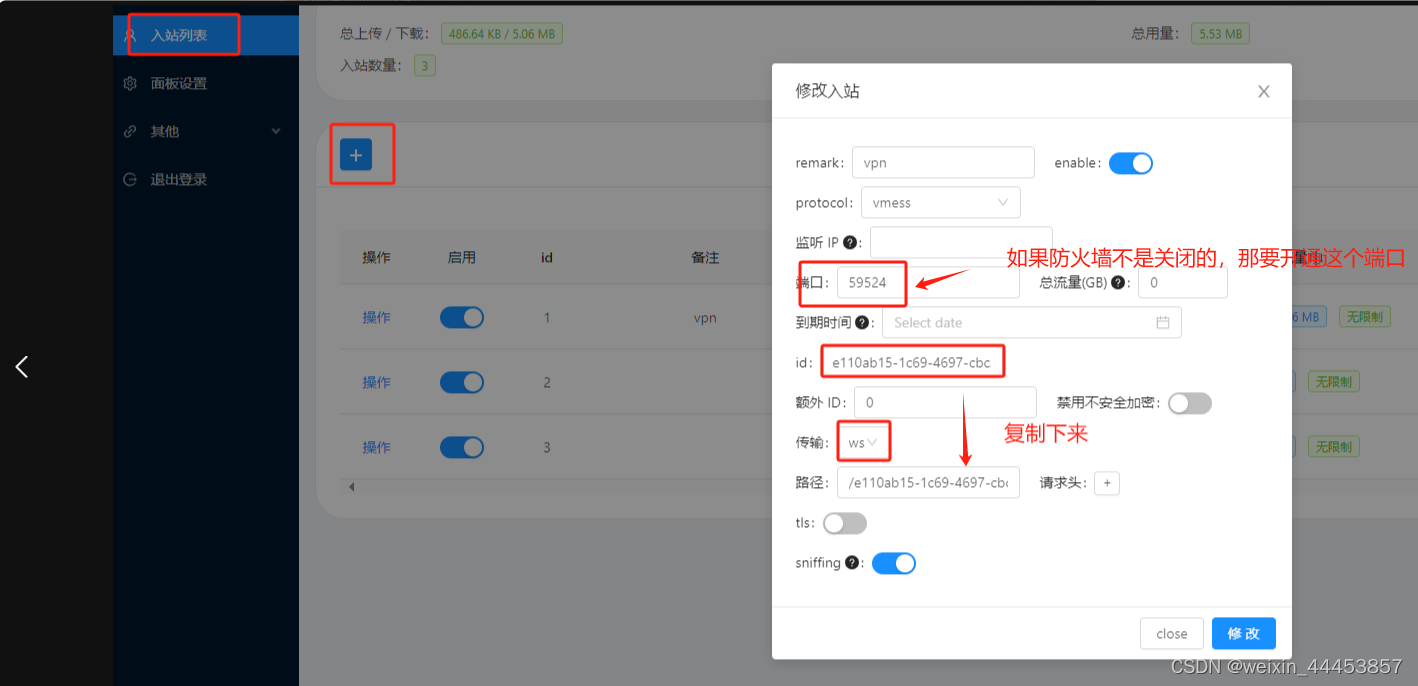 入站列表
面板设置
其他
退出登录
总上传 / 下载: 486.64 KB / 5.06 MB
总用量: 5.53 MB
入站数量: 3
+
操作 启用 id 备注
操作 1 vpn 6 MB 无限制
操作 2 无限制
操作 3 无限制
修改入站
remark: vpn enable:
protocol: vmess
监听 IP ?:
如果防火墙不是关闭的，那要开通这个端口
端口: 59524 总流量(GB) ?: 0
到期时间 ?: Select date
id: e110ab15-1c69-4697-cbc
额外 ID: 0 禁用不安全加密:
复制下来
传输: ws
路径: /e110ab15-1c69-4697-cbc 请求头: +
tls:
sniffing ?:
close 修 改
CSDN @weixin_44453857